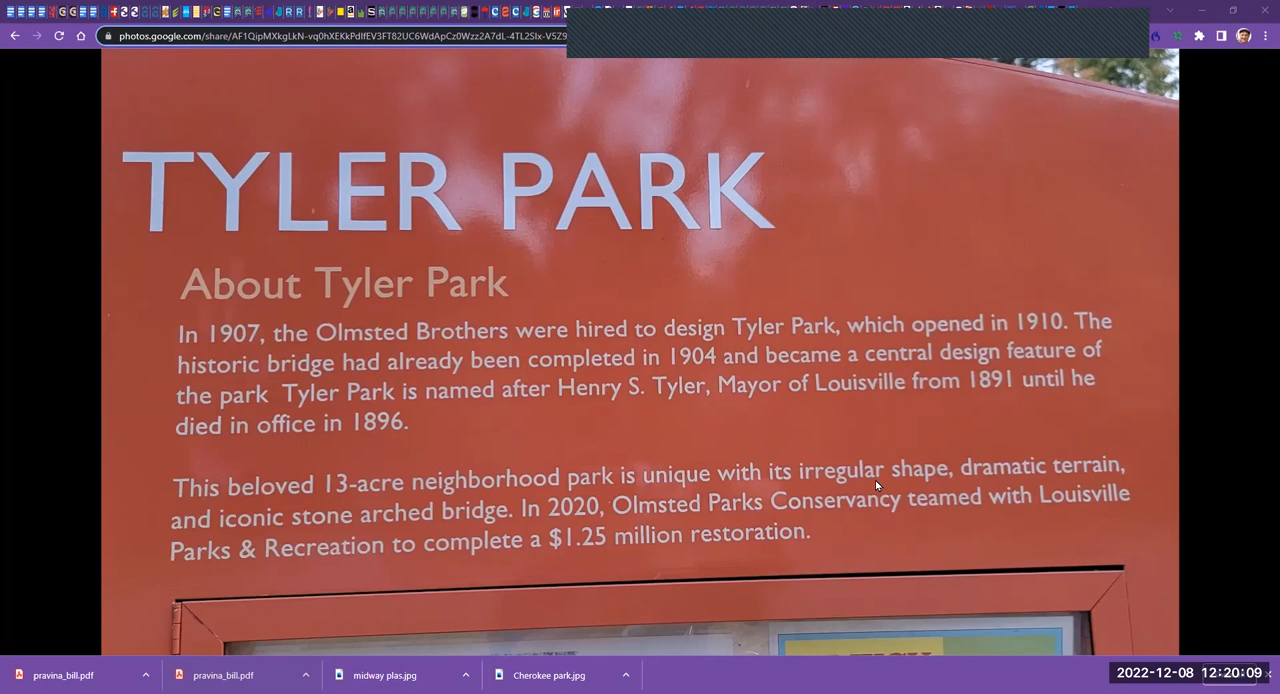 photos.google.com/share/
TYLER PARK
About Tyler Park
In 1907, the Olmsted Brothers were hired to design Tyler Park, which opened in 1910. The
historic bridge had already been completed in 1904 and became a central design feature of
the park Tyler Park is named after Henry S. Tyler, Mayor of Louisville from 1891 until he
died in office in 1896.
This beloved 13-acre neighborhood park is unique with its irregular shape, dramatic terrain,
and iconic stone arched bridge. In 2020, Olmsted Parks Conservancy teamed with Louisville
Parks & Recreation to complete a $1.25 million restoration.
pravina_bill.pdf pravina_bill.pdf midway plas.jpg Cherokee park.jpg 2022-12-08 12:20:09